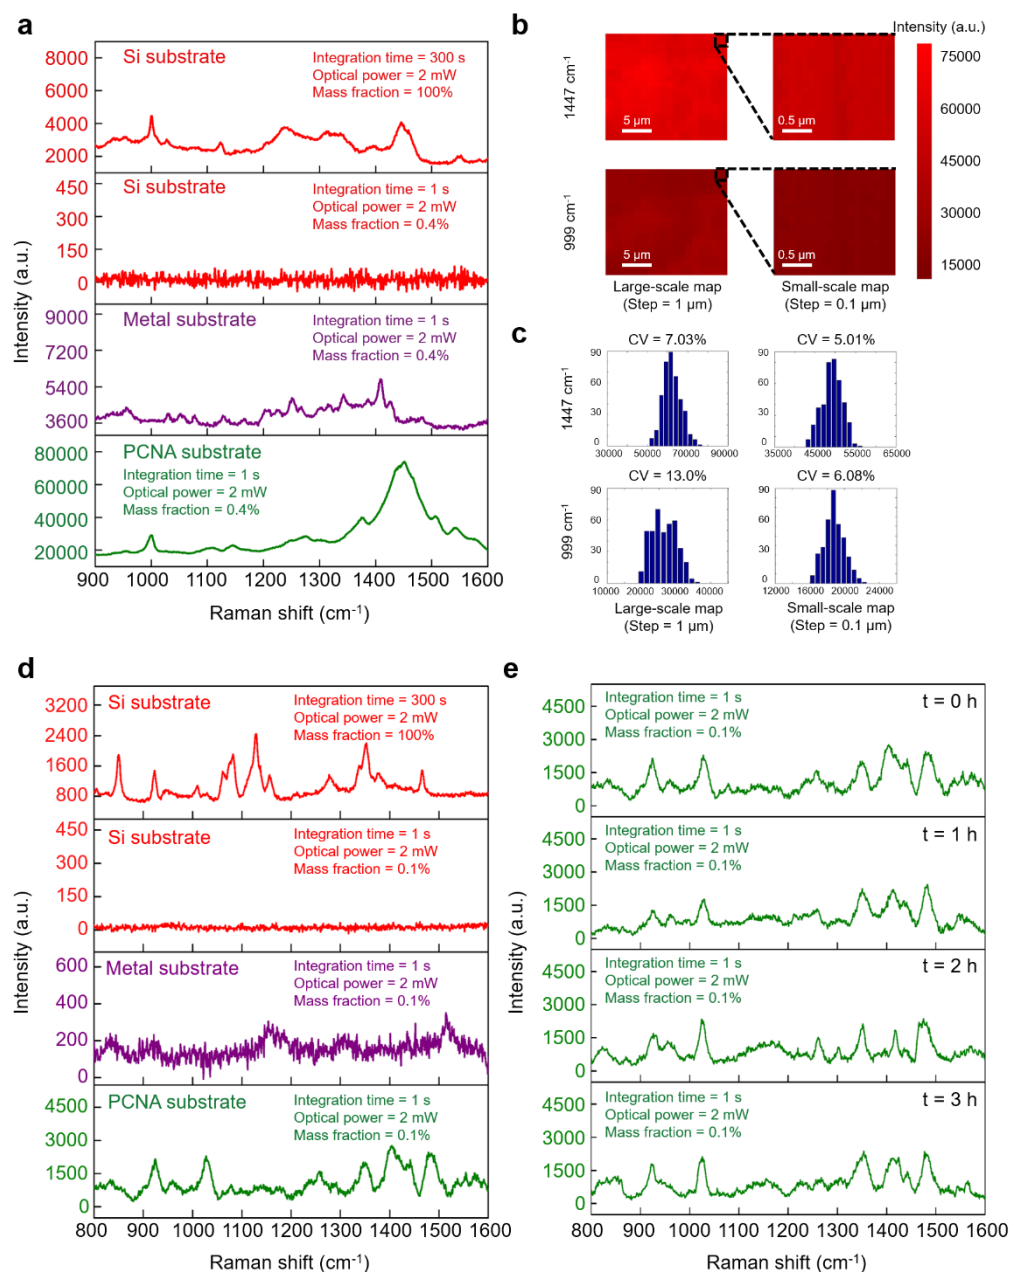 a
Intensity (a.u.)
8000
6000
4000
2000
Si substrate
Integration time = 300 s
Optical power = 2 mW
Mass fraction = 100%
450
300
150
0
Si substrate
Integration time = 1 s
Optical power = 2 mW
Mass fraction = 0.4%
9000
7200
5400
3600
Metal substrate
Integration time = 1 s
Optical power = 2 mW
Mass fraction = 0.4%
80000
60000
40000
20000
PCNA substrate
Integration time = 1 s
Optical power = 2 mW
Mass fraction = 0.4%
900 1000 1100 1200 1300 1400 1500 1600
Raman shift (cm⁻¹)
b
Intensity (a.u.)
1447 cm⁻¹
5 µm
0.5 µm
999 cm⁻¹
5 µm
0.5 µm
75000
60000
45000
30000
15000
Large-scale map
(Step = 1 µm)
Small-scale map
(Step = 0.1 µm)
c
1447 cm⁻¹
CV = 7.03%
90
60
30
0
30000 50000 70000 90000
CV = 5.01%
90
60
30
0
35000 45000 55000 65000
999 cm⁻¹
CV = 13.0%
90
60
30
0
10000 20000 30000 40000
CV = 6.08%
90
60
30
0
12000 16000 20000 24000
Large-scale map
(Step = 1 µm)
Small-scale map
(Step = 0.1 µm)
d
Intensity (a.u.)
3200
2400
1600
800
Si substrate
Integration time = 300 s
Optical power = 2 mW
Mass fraction = 100%
450
300
150
0
Si substrate
Integration time = 1 s
Optical power = 2 mW
Mass fraction = 0.1%
600
400
200
0
Metal substrate
Integration time = 1 s
Optical power = 2 mW
Mass fraction = 0.1%
4500
3000
1500
0
PCNA substrate
Integration time = 1 s
Optical power = 2 mW
Mass fraction = 0.1%
800 900 1000 1100 1200 1300 1400 1500 1600
Raman shift (cm⁻¹)
e
Intensity (a.u.)
4500
3000
1500
0
Integration time = 1 s
Optical power = 2 mW
Mass fraction = 0.1%
t = 0 h
4500
3000
1500
0
Integration time = 1 s
Optical power = 2 mW
Mass fraction = 0.1%
t = 1 h
4500
3000
1500
0
Integration time = 1 s
Optical power = 2 mW
Mass fraction = 0.1%
t = 2 h
4500
3000
1500
0
Integration time = 1 s
Optical power = 2 mW
Mass fraction = 0.1%
t = 3 h
800 900 1000 1100 1200 1300 1400 1500 1600
Raman shift (cm⁻¹)